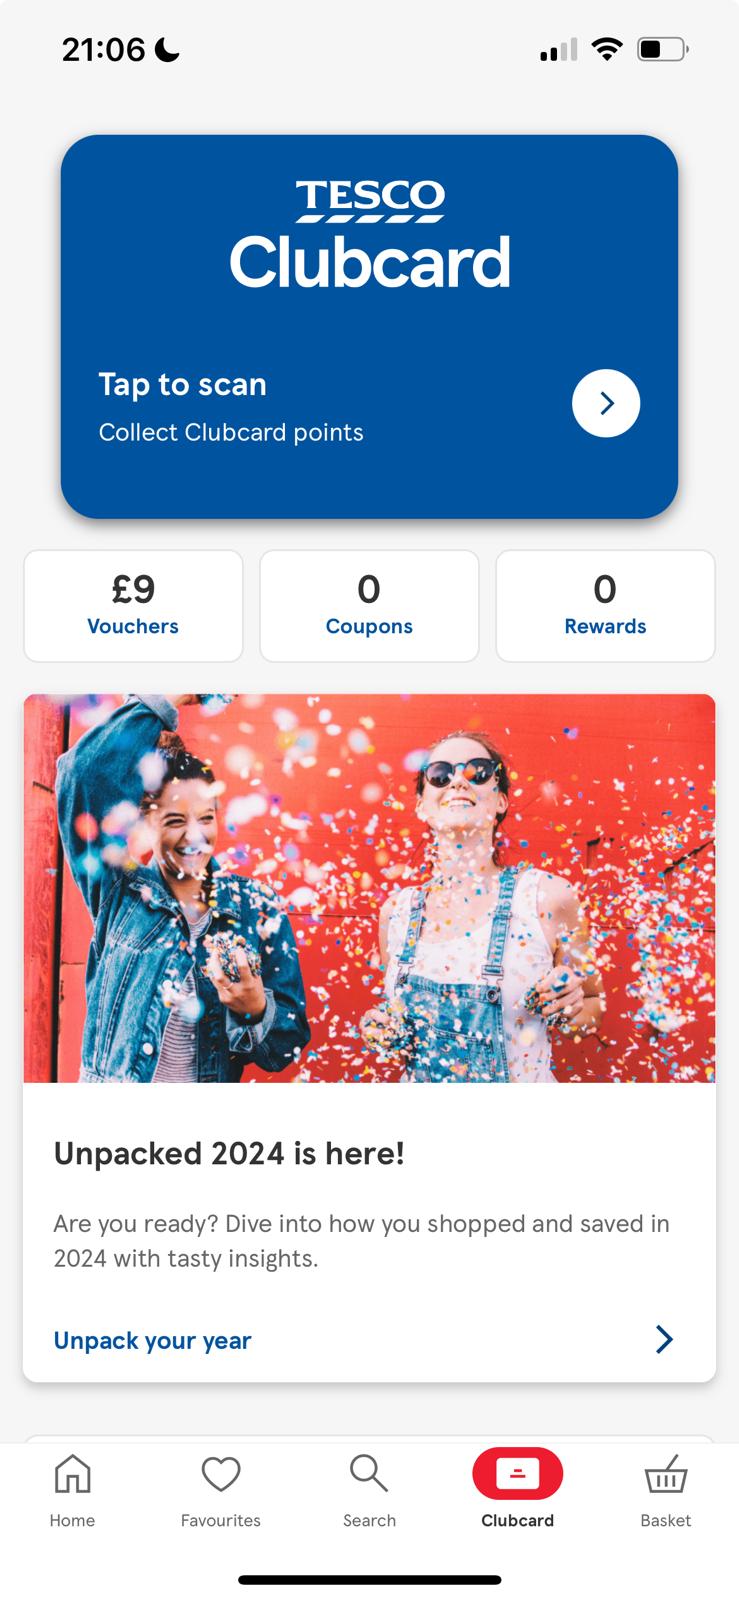 21:06
TESCO
Clubcard
Tap to scan
Collect Clubcard points
£9
Vouchers
0
Coupons
0
Rewards
Unpacked 2024 is here!
Are you ready? Dive into how you shopped and saved in
2024 with tasty insights.
Unpack your year
Home
Favourites
Search
Clubcard
Basket